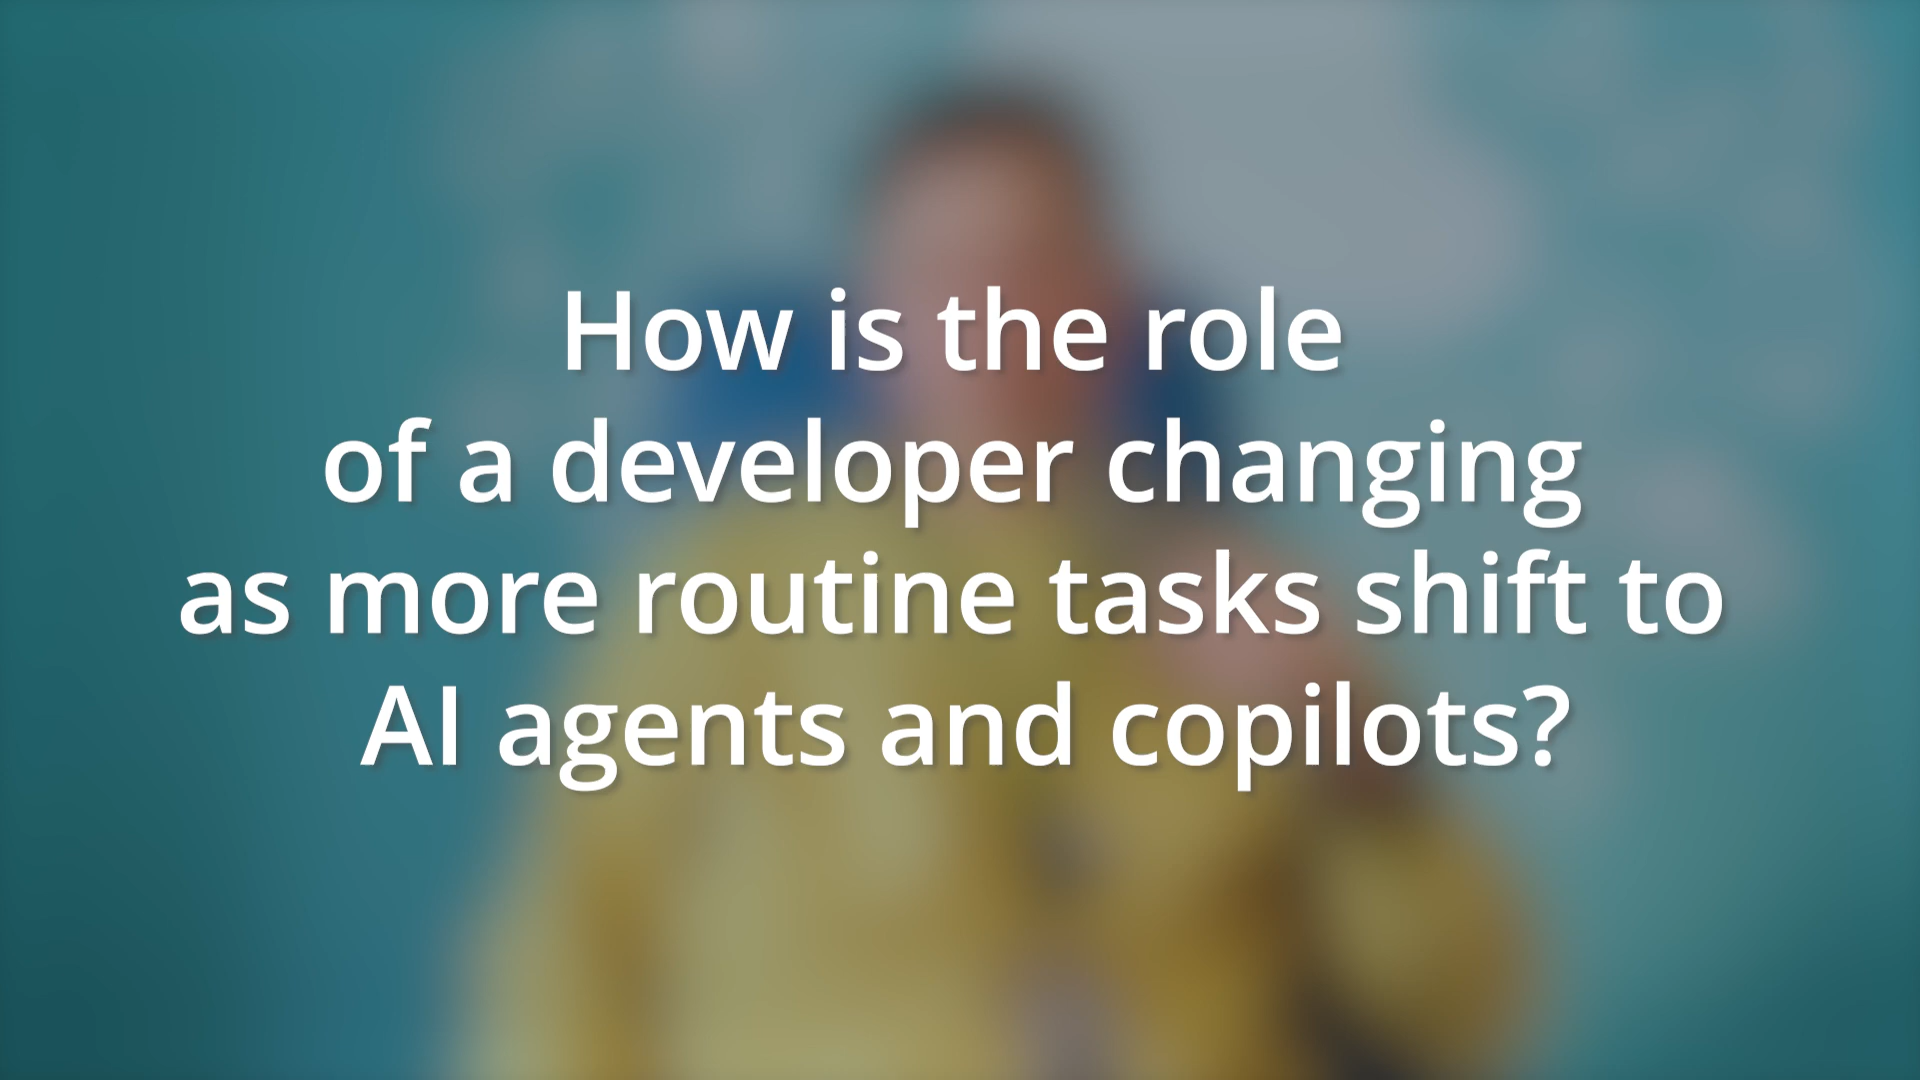 How is the role
of a developer changing
as more routine tasks shift to
AI agents and copilots?